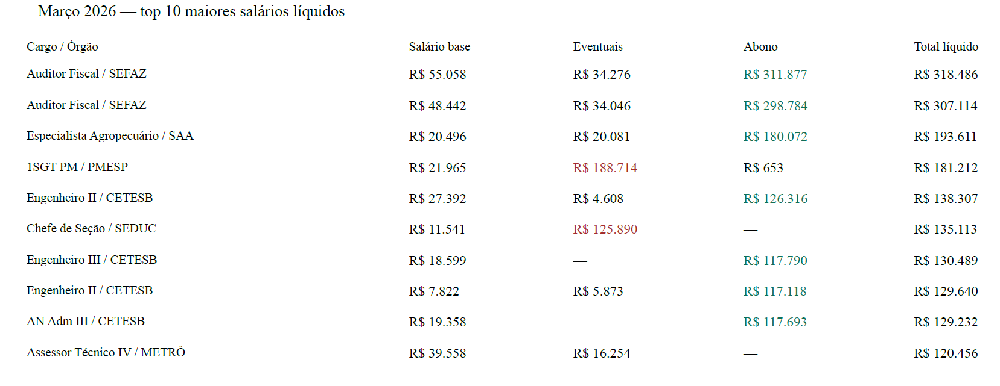 Março 2026 — top 10 maiores salários líquidos
Cargo / Órgão Salário base Eventuais Abono Total líquido
Auditor Fiscal / SEFAZ R$ 55.058 R$ 34.276 R$ 311.877 R$ 318.486
Auditor Fiscal / SEFAZ R$ 48.442 R$ 34.046 R$ 298.784 R$ 307.114
Especialista Agropecuário / SAA R$ 20.496 R$ 20.081 R$ 180.072 R$ 193.611
1SGT PM / PMESP R$ 21.965 R$ 188.714 R$ 653 R$ 181.212
Engenheiro II / CETESB R$ 27.392 R$ 4.608 R$ 126.316 R$ 138.307
Chefe de Seção / SEDUC R$ 11.541 R$ 125.890 — R$ 135.113
Engenheiro III / CETESB R$ 18.599 — R$ 117.790 R$ 130.489
Engenheiro II / CETESB R$ 7.822 R$ 5.873 R$ 117.118 R$ 129.640
AN Adm III / CETESB R$ 19.358 — R$ 117.693 R$ 129.232
Assessor Técnico IV / METRÔ R$ 39.558 R$ 16.254 — R$ 120.456